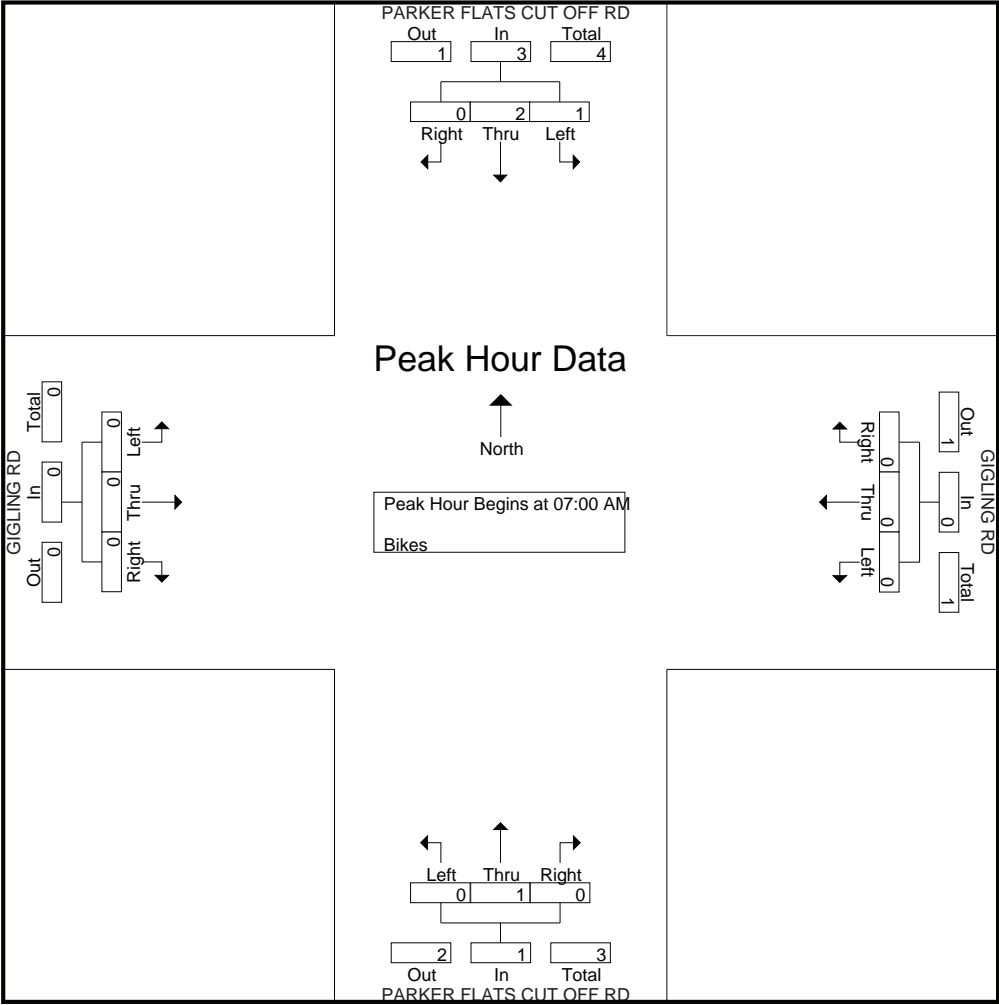 PARKER FLATS CUT OFF RD
Out In Total
1 3 4
0 2 1
Right Thru Left
Peak Hour Data
North
Peak Hour Begins at 07:00 AM
Bikes
GIGLING RD
Total In Out
0 0 0
0 0 0
Left Thru Right
GIGLING RD
Out In Total
1 0 1
Right Thru Left
0 0 0
Left Thru Right
0 1 0
2 1 3
Out In Total
PARKER FLATS CUT OFF RD